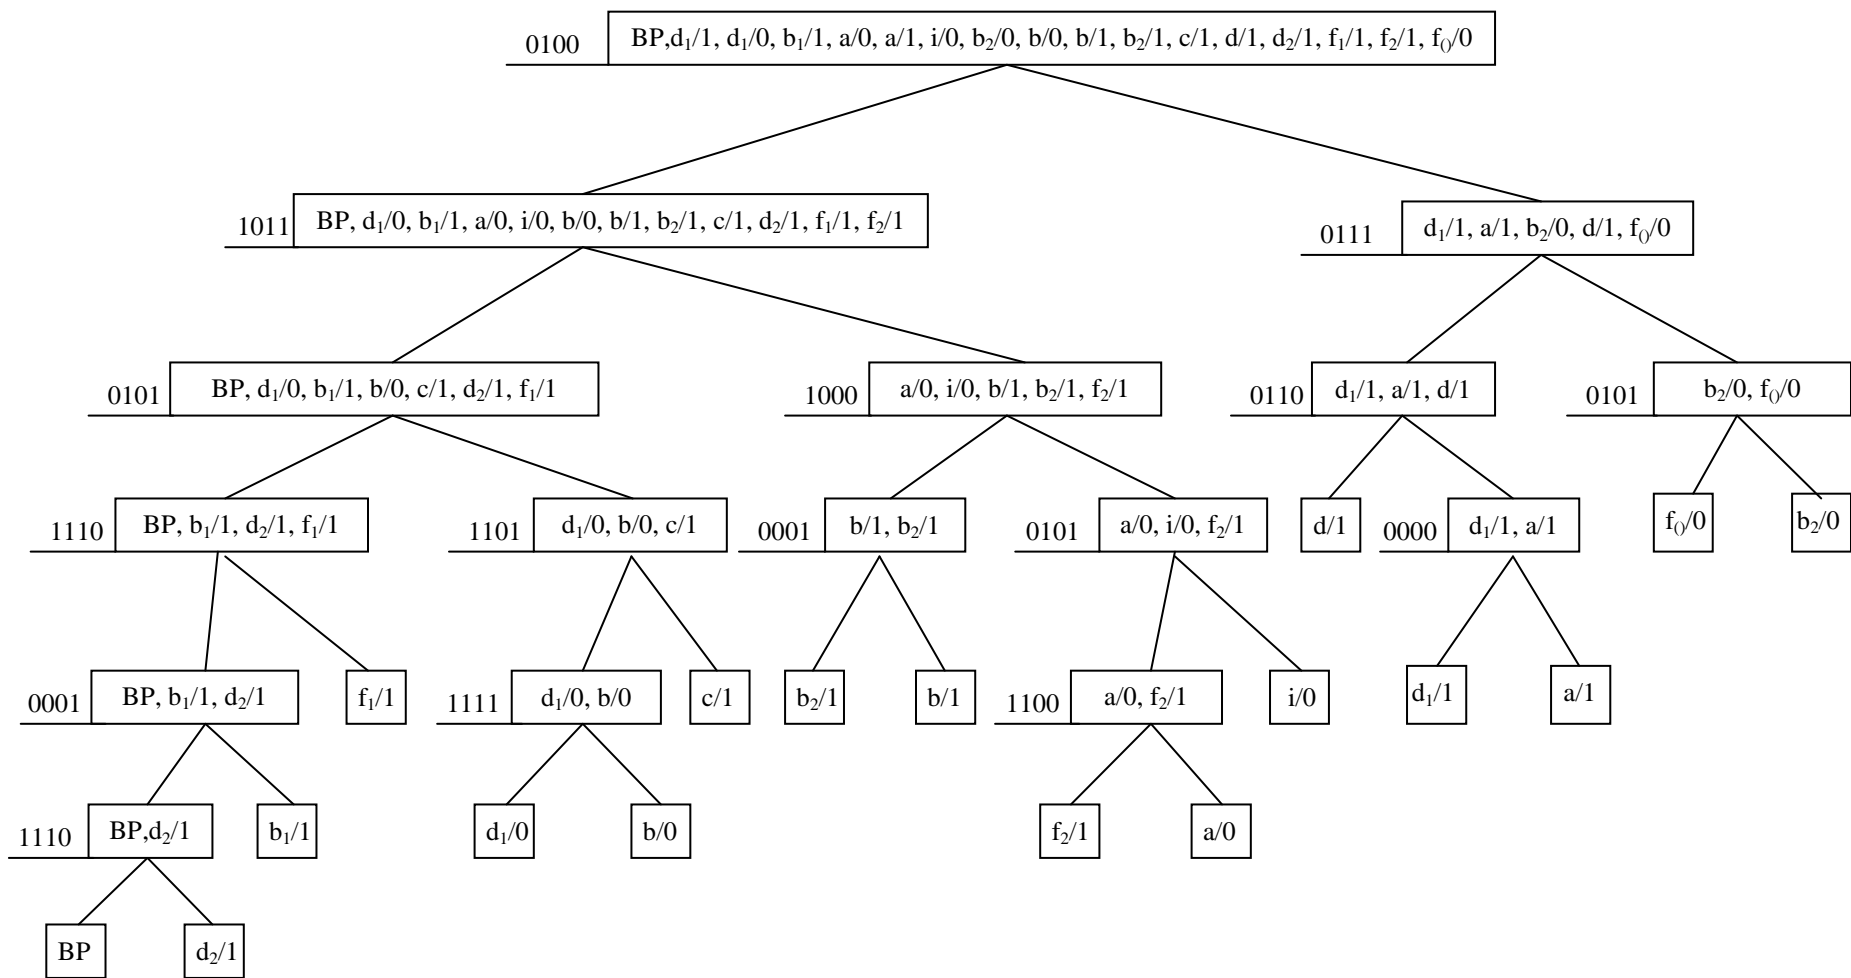 0100 BP,d₁/1, d₁/0, b₁/1, a/0, a/1, i/0, b₂/0, b/0, b/1, b₂/1, c/1, d/1, d₂/1, f₁/1, f₂/1, f₍₎/0
1011 BP, d₁/0, b₁/1, a/0, i/0, b/0, b/1, b₂/1, c/1, d₂/1, f₁/1, f₂/1
0111 d₁/1, a/1, b₂/0, d/1, f₍₎/0
0101 BP, d₁/0, b₁/1, b/0, c/1, d₂/1, f₁/1
1000 a/0, i/0, b/1, b₂/1, f₂/1
0110 d₁/1, a/1, d/1
0101 b₂/0, f₍₎/0
1110 BP, b₁/1, d₂/1, f₁/1
1101 d₁/0, b/0, c/1
0001 b/1, b₂/1
0101 a/0, i/0, f₂/1
d/1
0000 d₁/1, a/1
f₍₎/0
b₂/0
0001 BP, b₁/1, d₂/1
f₁/1
1111 d₁/0, b/0
c/1
b₂/1
b/1
1100 a/0, f₂/1
i/0
d₁/1
a/1
1110 BP,d₂/1
b₁/1
d₁/0
b/0
f₂/1
a/0
BP
d₂/1